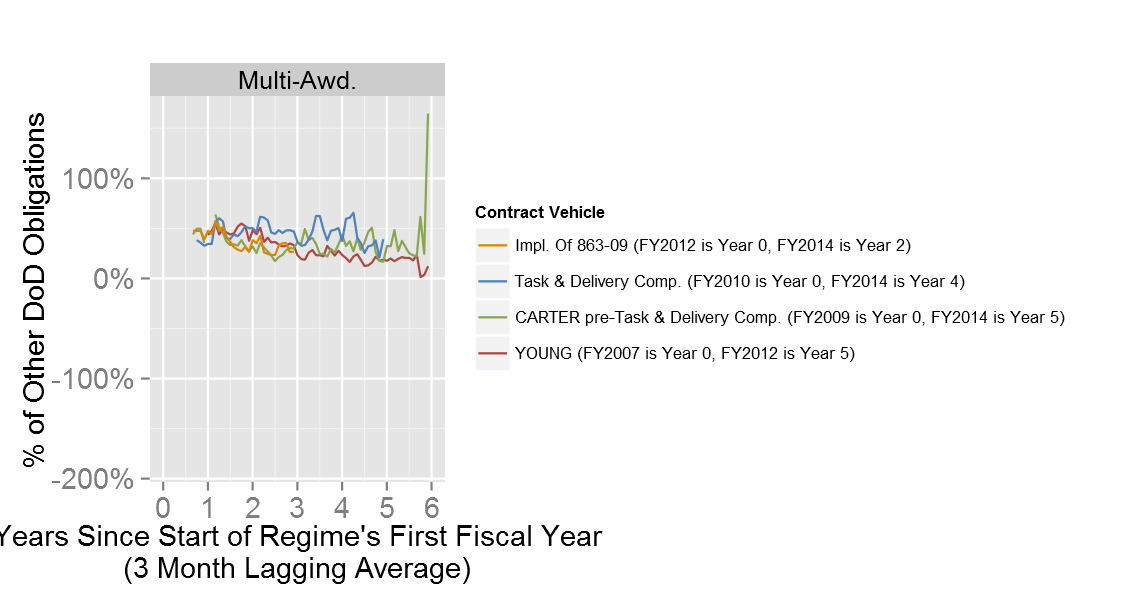 Multi-Awd.
% of Other DoD Obligations
100%
0%
-100%
-200%
0 1 2 3 4 5 6
Years Since Start of Regime's First Fiscal Year
(3 Month Lagging Average)
Contract Vehicle
Impl. Of 863-09 (FY2012 is Year 0, FY2014 is Year 2)
Task & Delivery Comp. (FY2010 is Year 0, FY2014 is Year 4)
CARTER pre-Task & Delivery Comp. (FY2009 is Year 0, FY2014 is Year 5)
YOUNG (FY2007 is Year 0, FY2012 is Year 5)